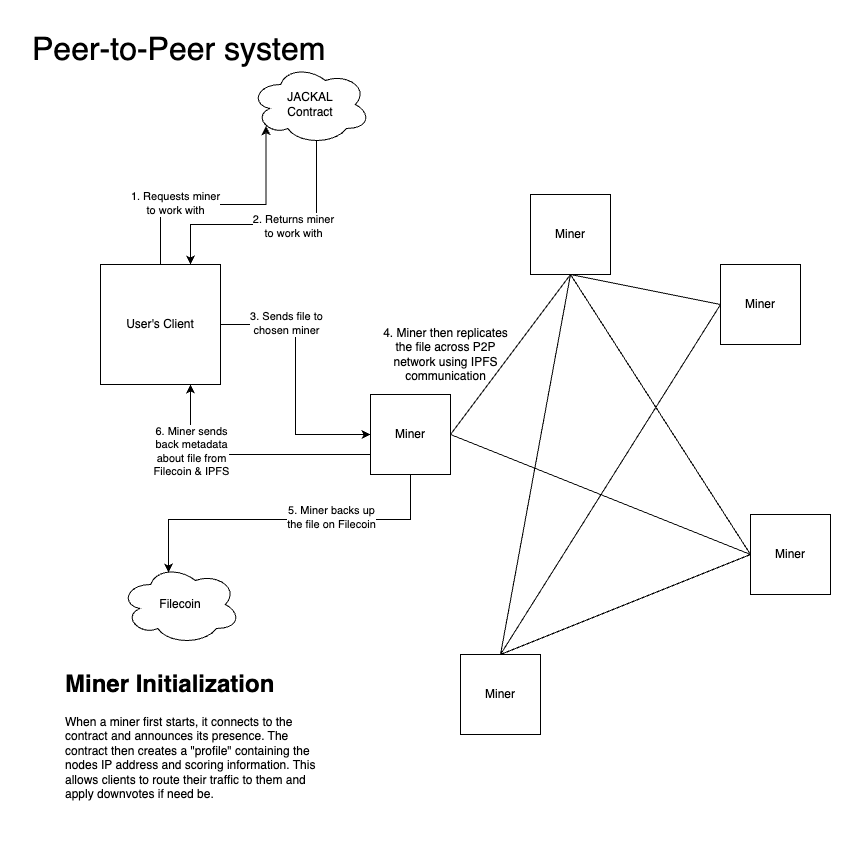 Peer-to-Peer system
JACKAL
Contract
1. Requests miner
to work with
2. Returns miner
to work with
Miner
Miner
User's Client
3. Sends file to
chosen miner
4. Miner then replicates
the file across P2P
network using IPFS
communication
Miner
6. Miner sends
back metadata
about file from
Filecoin & IPFS
5. Miner backs up
the file on Filecoin
Miner
Filecoin
Miner
Miner Initialization
When a miner first starts, it connects to the
contract and announces its presence. The
contract then creates a "profile" containing the
nodes IP address and scoring information. This
allows clients to route their traffic to them and
apply downvotes if need be.